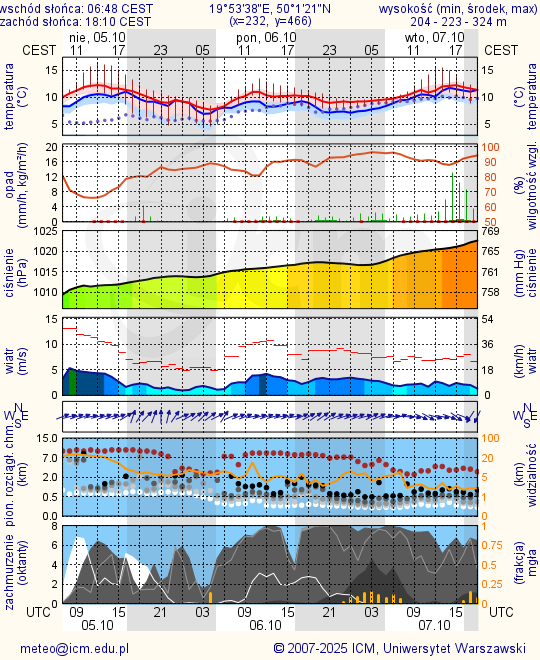 wschód słońca: 06:48 CEST 19°53'38"E, 50°1'21"N wysokość (min, środek, max)
zachód słońca: 18:10 CEST (x=232, y=466) 204 - 223 - 324 m
nie, 05.10 pon, 06.10 wto, 07.10
CEST 11 17 23 05 11 17 23 05 11 17 CEST
temperatura (°C) 15 10 5 15 10 5 (°C) temperatura
opad (mm/h, kg/m²/h) 20 16 12 8 4 0 100 90 80 70 60 50 (%) wilgotność wzgl.
ciśnienie (hPa) 1025 1020 1015 1010 769 765 761 758 (mm Hg) ciśnienie
wiatr (m/s) 15 10 5 0 54 36 18 0 (km/h) wiatr
N W E S N W E S
pion. rozciągł. chm. (km) 15.0 7.0 2.0 0.5 0.0 100 20 5 1 0 (km) widzialność
zachmurzenie (oktanty) 8 6 4 2 0 1 0.75 0.5 0.25 0 (frakcja) mgła
UTC 09 15 21 03 09 15 21 03 09 15 UTC
05.10 06.10 07.10
meteo@icm.edu.pl © 2007-2025 ICM, Uniwersytet Warszawski